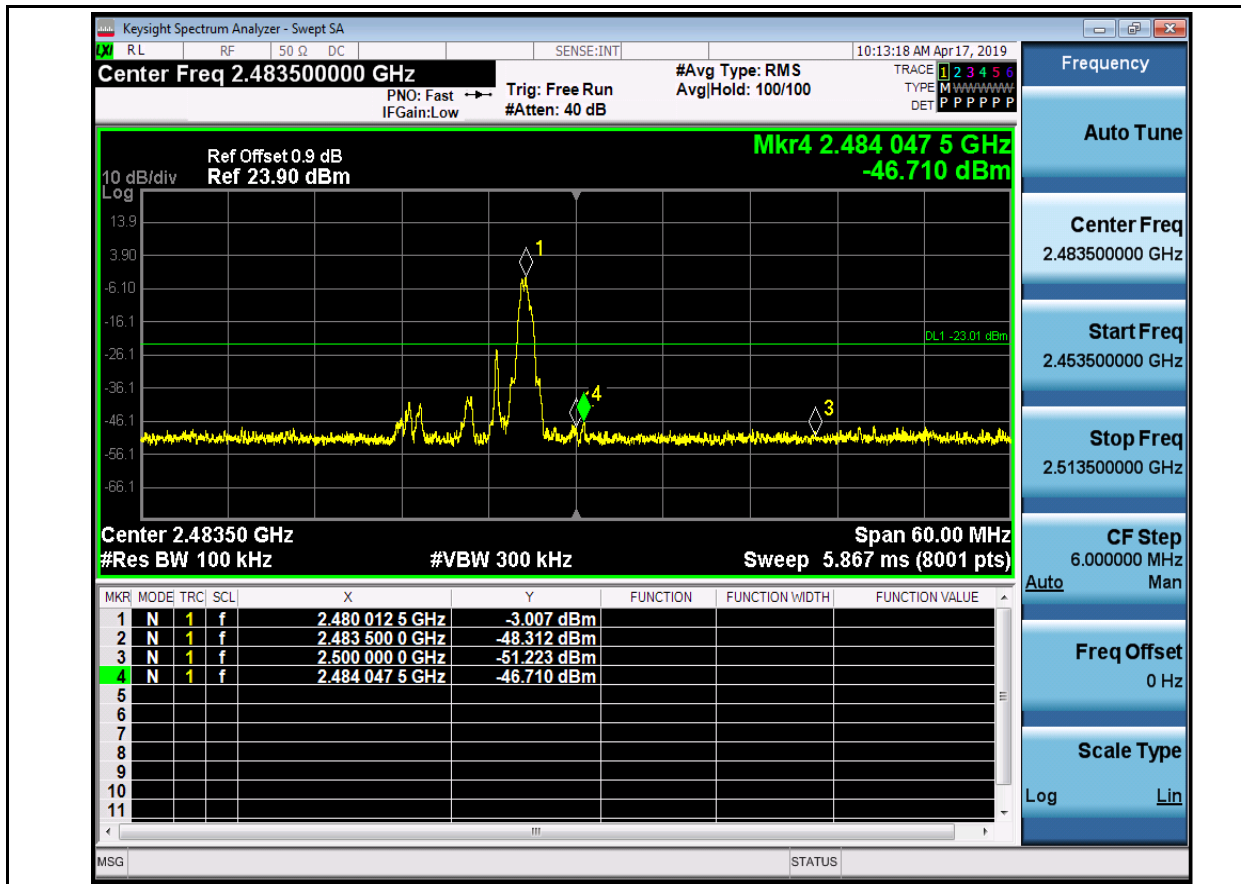 Keysight Spectrum Analyzer - Swept SA
LXI RL RF 50 Ω DC SENSE:INT 10:13:18 AM Apr 17, 2019
Center Freq 2.483500000 GHz
PNO: Fast
IFGain:Low
Trig: Free Run
#Atten: 40 dB
#Avg Type: RMS
Avg|Hold: 100/100
TRACE 1 2 3 4 5 6
TYPE M WWWWW
DET P P P P P P
Mkr4 2.484 047 5 GHz
-46.710 dBm
Ref Offset 0.9 dB
10 dB/div Ref 23.90 dBm
Log
13.9
3.90
-6.10
-16.1
-26.1
-36.1
-46.1
-56.1
-66.1
1
DL1 -23.01 dBm
4
3
Center 2.48350 GHz Span 60.00 MHz
#Res BW 100 kHz #VBW 300 kHz Sweep 5.867 ms (8001 pts)
MKR MODE TRC SCL X Y FUNCTION FUNCTION WIDTH FUNCTION VALUE
1 N 1 f 2.480 012 5 GHz -3.007 dBm
2 N 1 f 2.483 500 0 GHz -48.312 dBm
3 N 1 f 2.500 000 0 GHz -51.223 dBm
4 N 1 f 2.484 047 5 GHz -46.710 dBm
5
6
7
8
9
10
11
MSG STATUS
Frequency
Auto Tune
Center Freq
2.483500000 GHz
Start Freq
2.453500000 GHz
Stop Freq
2.513500000 GHz
CF Step
6.000000 MHz
Auto Man
Freq Offset
0 Hz
Scale Type
Log Lin